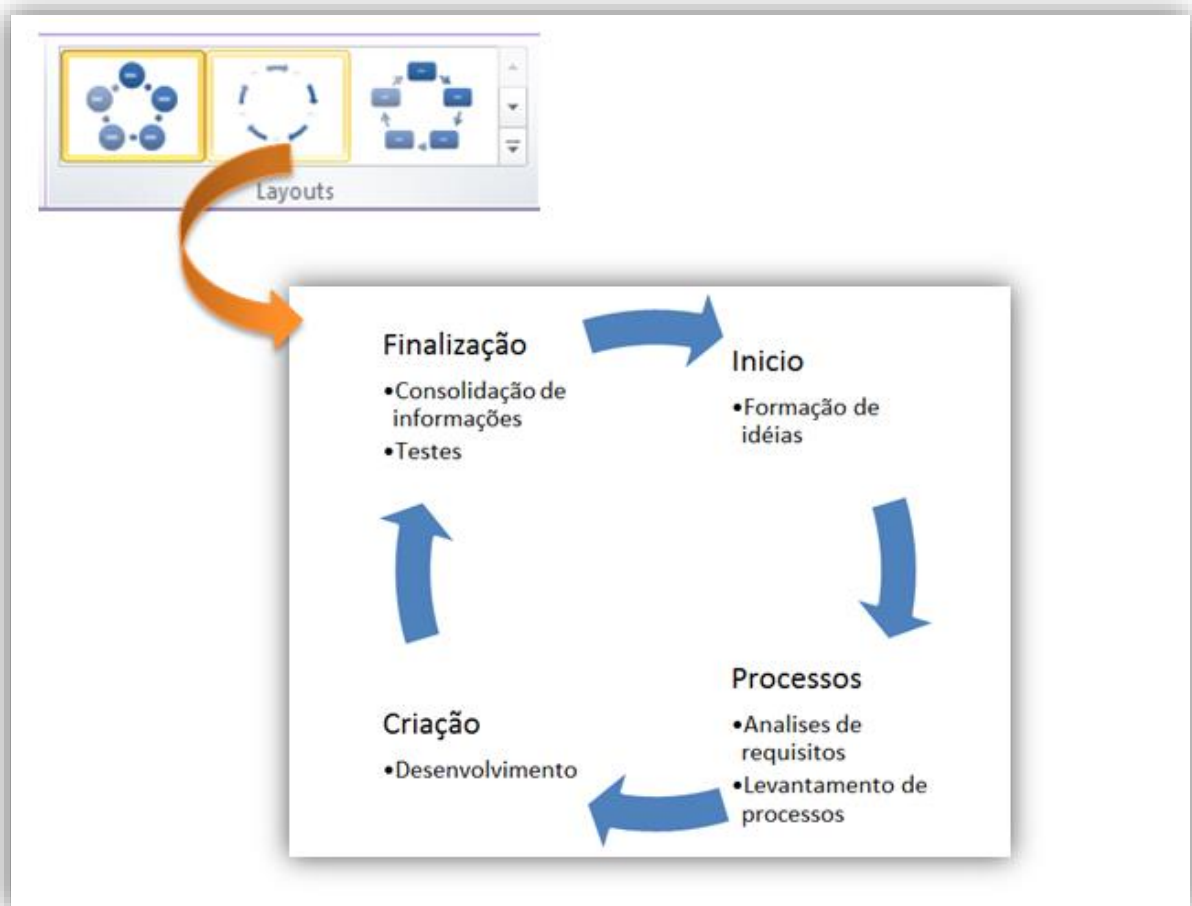 Layouts
Finalização
•Consolidação de
informações
•Testes
Inicio
•Formação de
idéias
Processos
•Analises de
requisitos
•Levantamento de
processos
Criação
•Desenvolvimento